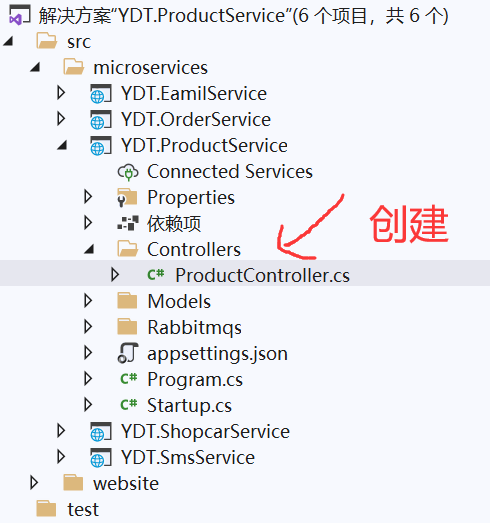 解决方案“YDT.ProductService”(6 个项目，共 6 个)
src
microservices
C# YDT.EamilService
YDT.OrderService
YDT.ProductService
Connected Services
Properties
依赖项
创建
Controllers
C# ProductController.cs
Models
Rabbitmqs
appsettings.json
C# Program.cs
C# Startup.cs
YDT.ShopcarService
YDT.SmsService
website
test